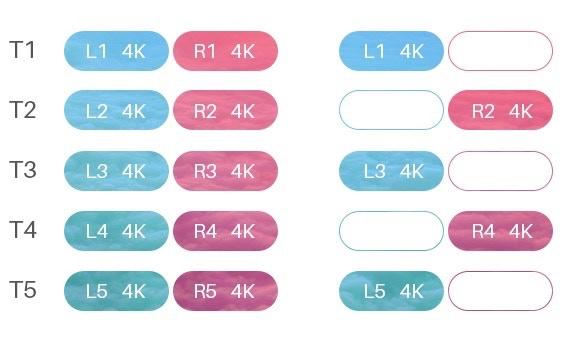 T1 L1 4K R1 4K L1 4K
T2 L2 4K R2 4K R2 4K
T3 L3 4K R3 4K L3 4K
T4 L4 4K R4 4K R4 4K
T5 L5 4K R5 4K L5 4K